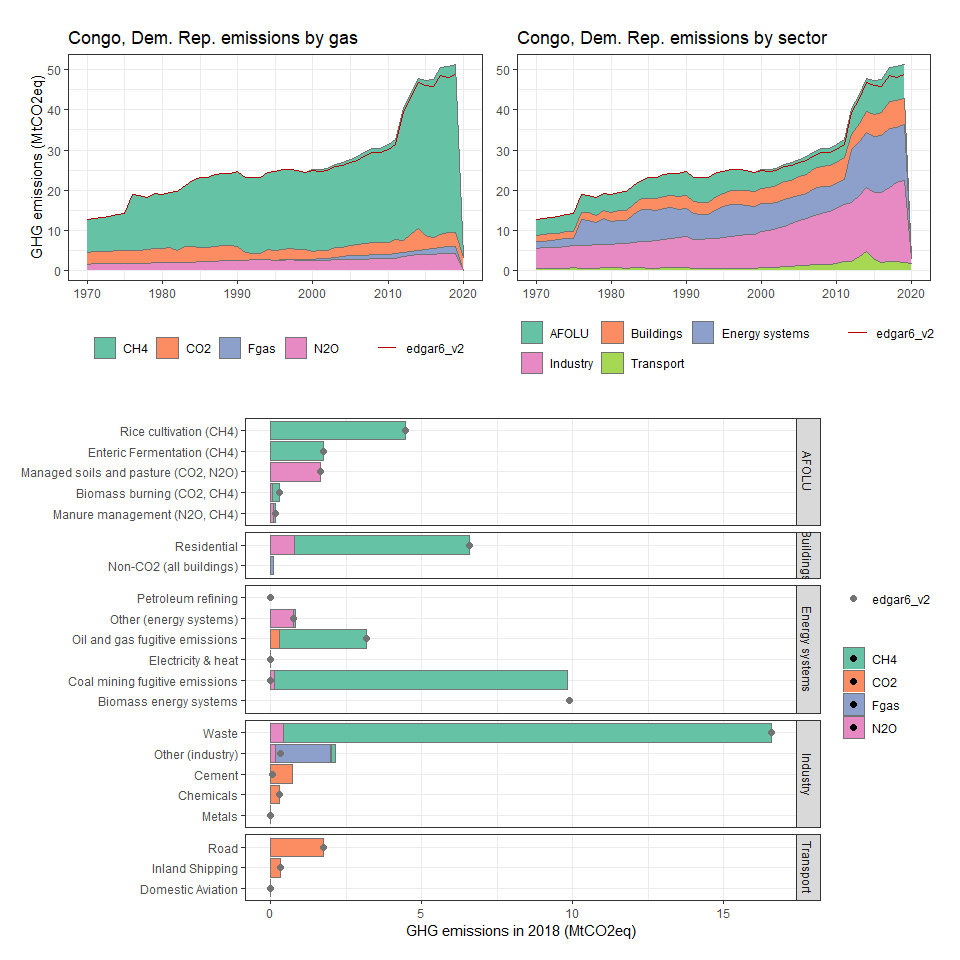 Congo, Dem. Rep. emissions by gas
GHG emissions (MtCO2eq)
50
40
30
20
10
0
1970 1980 1990 2000 2010 2020
CH4 CO2 Fgas N2O edgar6_v2
Congo, Dem. Rep. emissions by sector
50
40
30
20
10
0
1970 1980 1990 2000 2010 2020
AFOLU Buildings Energy systems edgar6_v2
Industry Transport
Rice cultivation (CH4)
Enteric Fermentation (CH4)
Managed soils and pasture (CO2, N2O)
Biomass burning (CO2, CH4)
Manure management (N2O, CH4)
AFOLU
Residential
Non-CO2 (all buildings)
Buildings
Petroleum refining
Other (energy systems)
Oil and gas fugitive emissions
Electricity & heat
Coal mining fugitive emissions
Biomass energy systems
Energy systems
Waste
Other (industry)
Cement
Chemicals
Metals
Industry
Road
Inland Shipping
Domestic Aviation
Transport
0 5 10 15
GHG emissions in 2018 (MtCO2eq)
edgar6_v2
CH4
CO2
Fgas
N2O